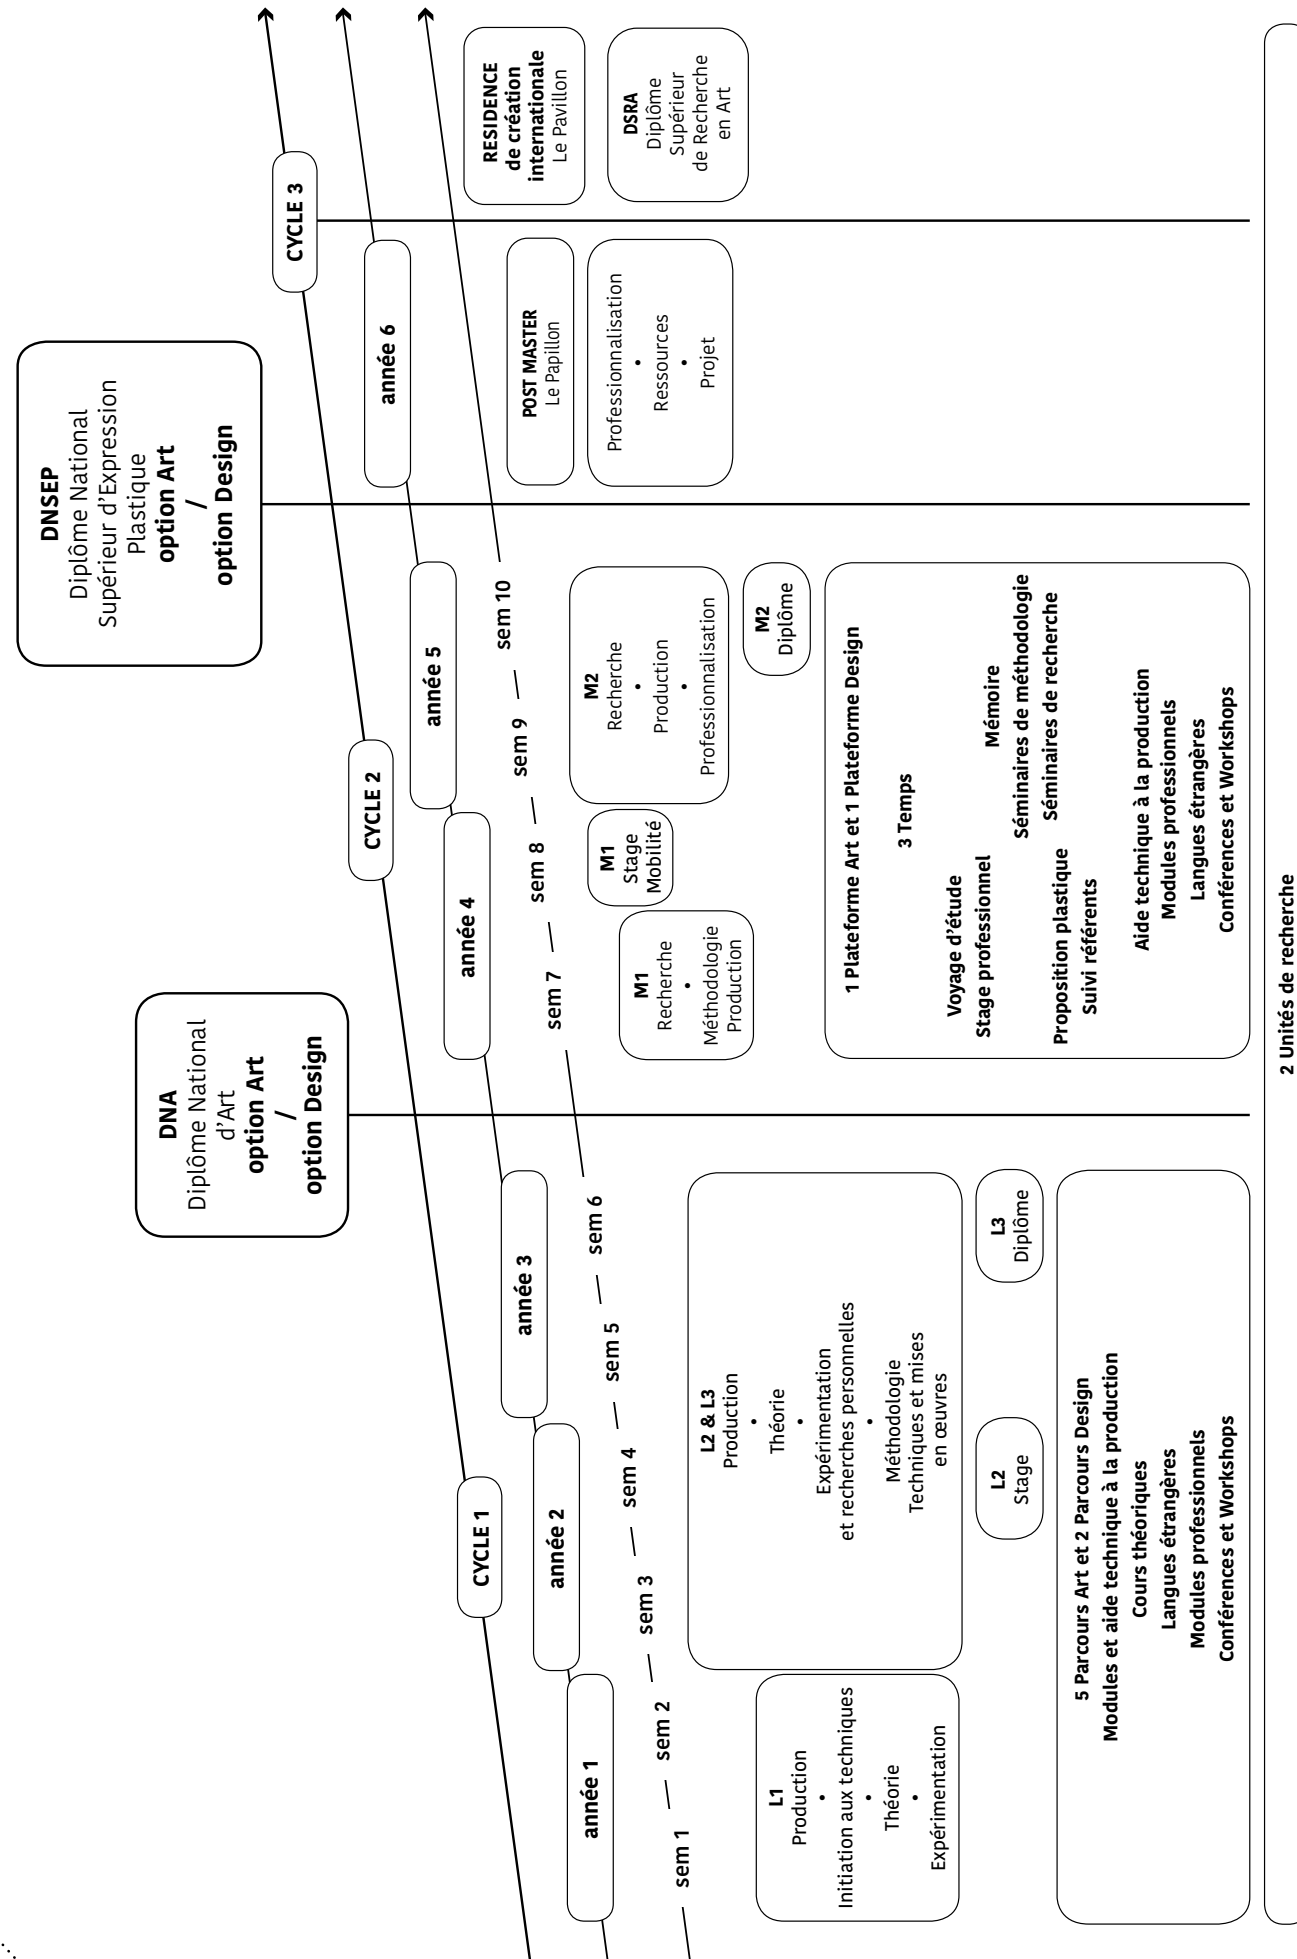 DNSEP
Diplôme National
Supérieur d'Expression
Plastique
option Art
/
option Design
DNA
Diplôme National
d'Art
option Art
/
option Design
CYCLE 1
CYCLE 2
CYCLE 3
année 1
année 2
année 3
année 4
année 5
année 6
sem 1
sem 2
sem 3
sem 4
sem 5
sem 6
sem 7
sem 8
sem 9
sem 10
L1
Production
•
Initiation aux techniques
•
Théorie
•
Expérimentation
L2 & L3
Production
•
Théorie
•
Expérimentation
et recherches personnelles
•
Méthodologie
Techniques et mises
en œuvres
L2
Stage
L3
Diplôme
5 Parcours Art et 2 Parcours Design
Modules et aide technique à la production
Cours théoriques
Langues étrangères
Modules professionnels
Conférences et Workshops
M1
Recherche
•
Méthodologie
Production
M1
Stage
Mobilité
M2
Recherche
•
Production
•
Professionnalisation
M2
Diplôme
1 Plateforme Art et 1 Plateforme Design
3 Temps
Voyage d'étude
Stage professionnel
Mémoire
Séminaires de méthodologie
Séminaires de recherche
Proposition plastique
Suivi référents
Aide technique à la production
Modules professionnels
Langues étrangères
Conférences et Workshops
POST MASTER
Le Papillon
Professionnalisation
•
Ressources
•
Projet
RESIDENCE
de création
internationale
Le Pavillon
DSRA
Diplôme
Supérieur
de Recherche
en Art
2 Unités de recherche